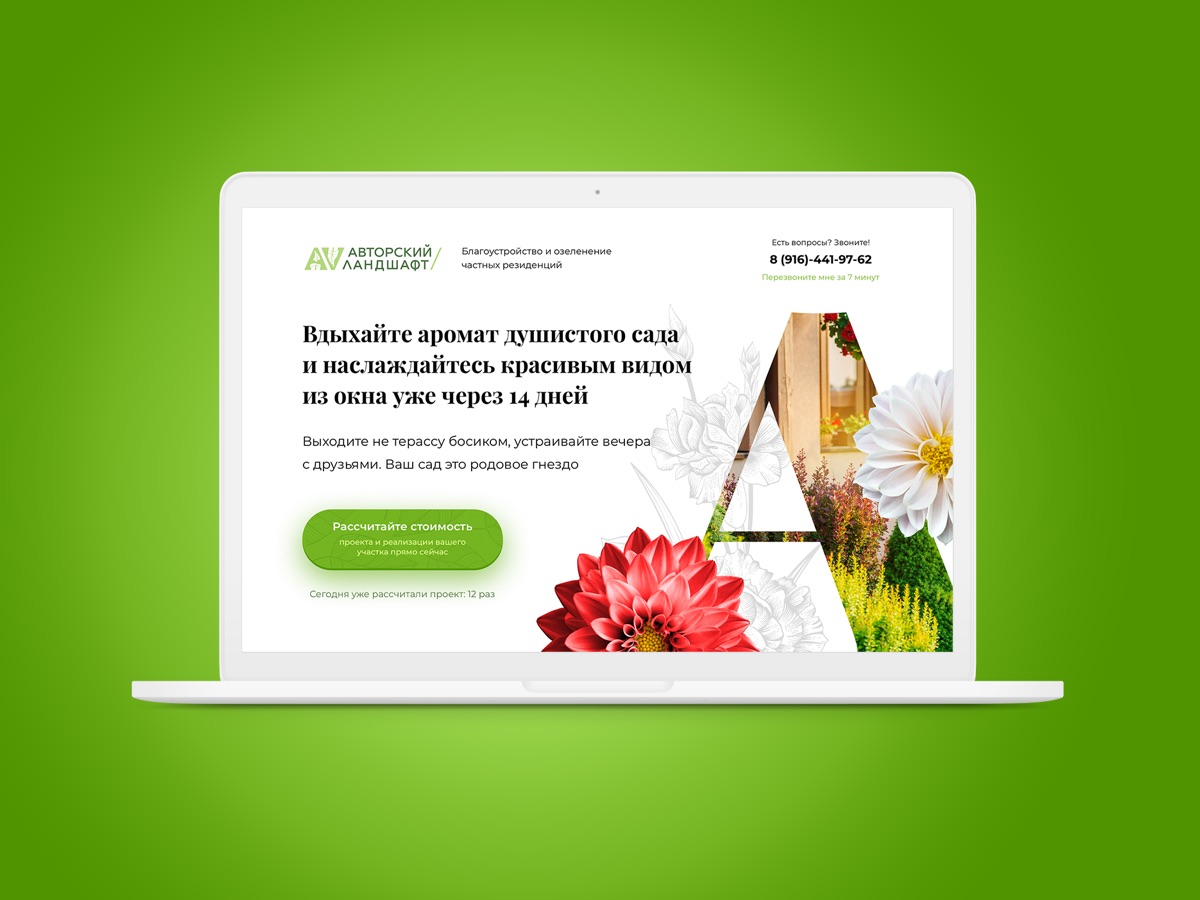 АВТОРСКИЙ
ЛАНДШАФТ
Благоустройство и озеленение
частных резиденций
Есть вопросы? Звоните!
8 (916)-441-97-62
Перезвоните мне за 7 минут
Вдыхайте аромат душистого сада
и наслаждайтесь красивым видом
из окна уже через 14 дней
Выходите не терассу босиком, устраивайте вечера
с друзьями. Ваш сад это родовое гнездо
Рассчитайте стоимость
проекта и реализации вашего
участка прямо сейчас
Сегодня уже рассчитали проект: 12 раз